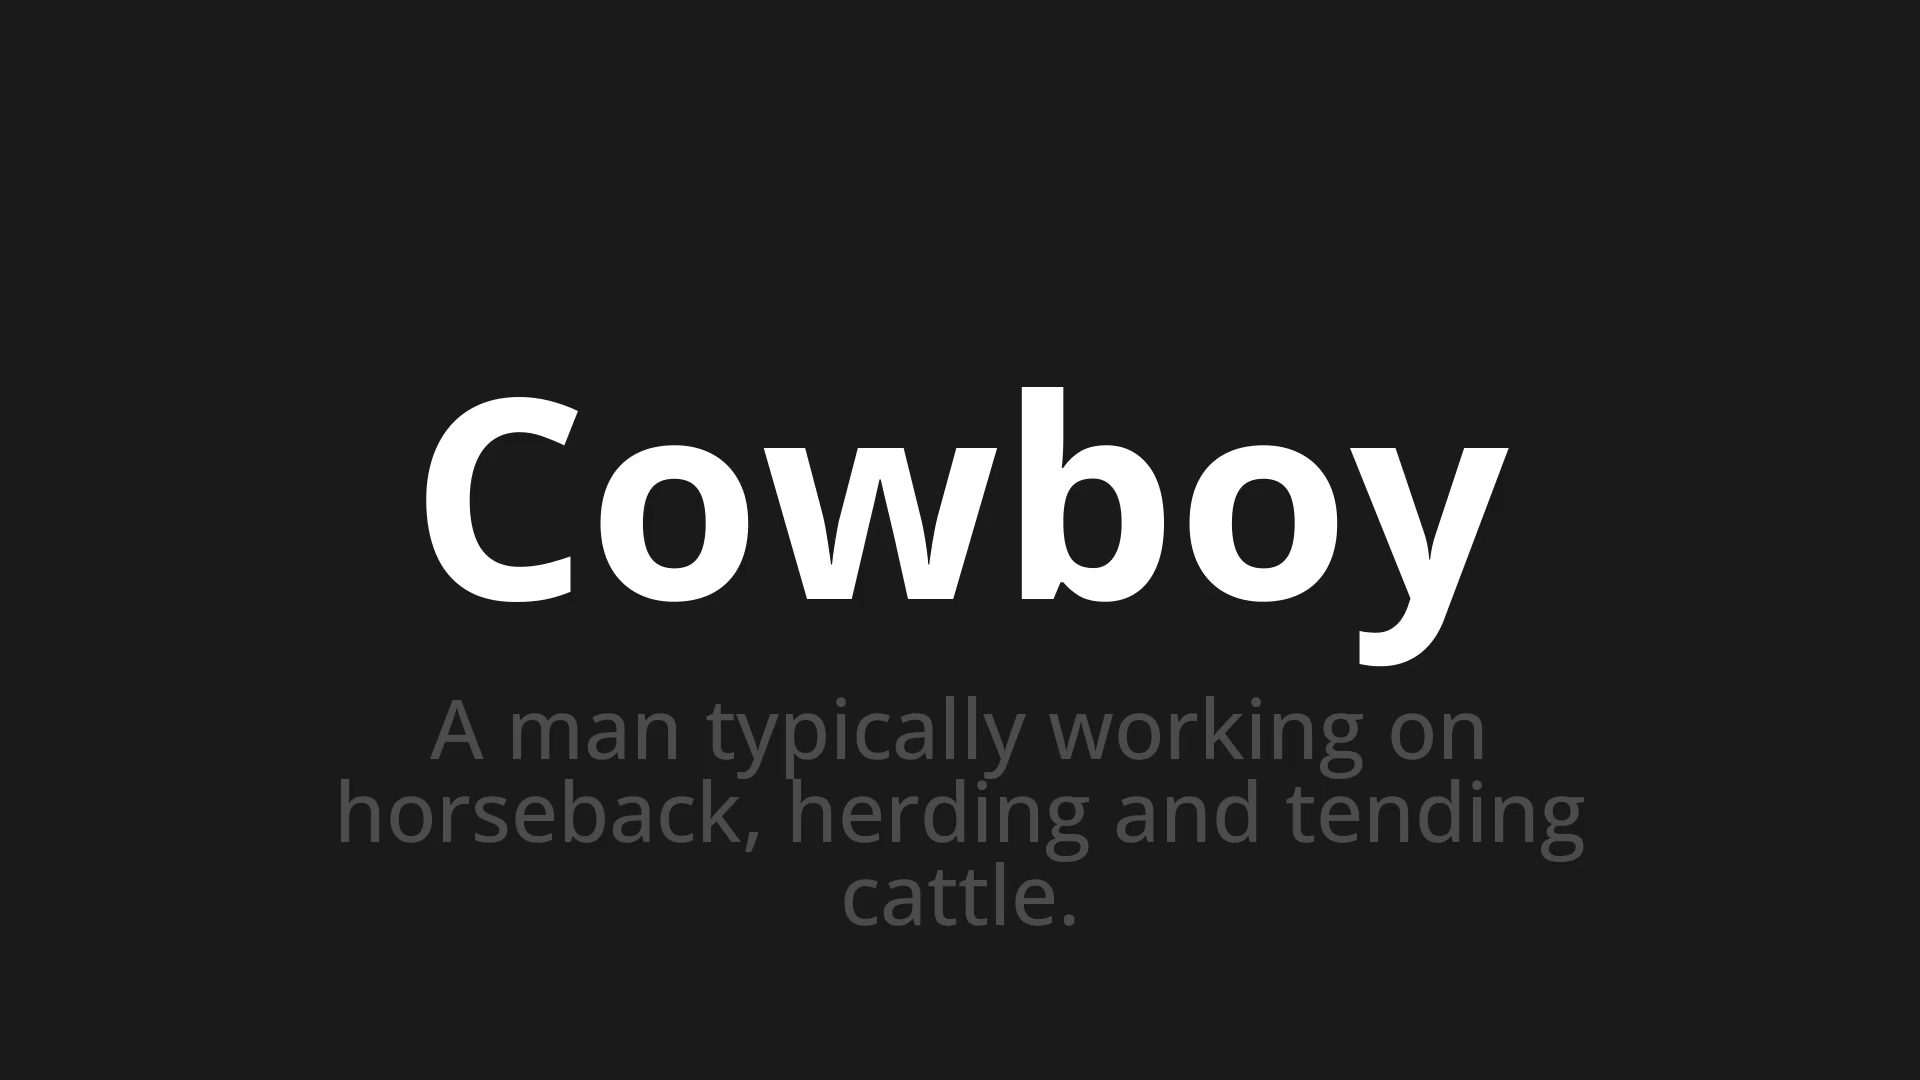 Cowboy
A man typically working on
horseback, herding and tending
cattle.